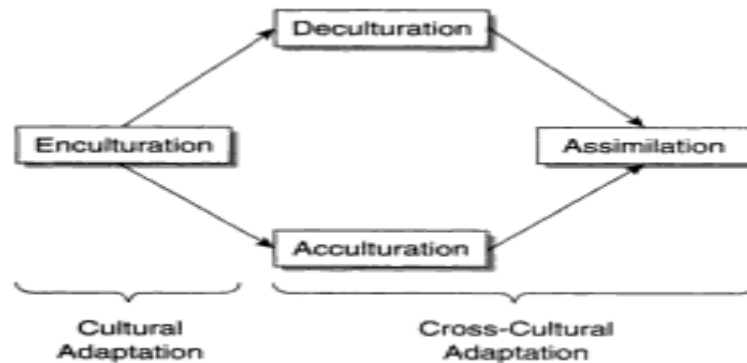 Deculturation
Enculturation
Assimilation
Acculturation
Cultural
Adaptation
Cross-Cultural
Adaptation